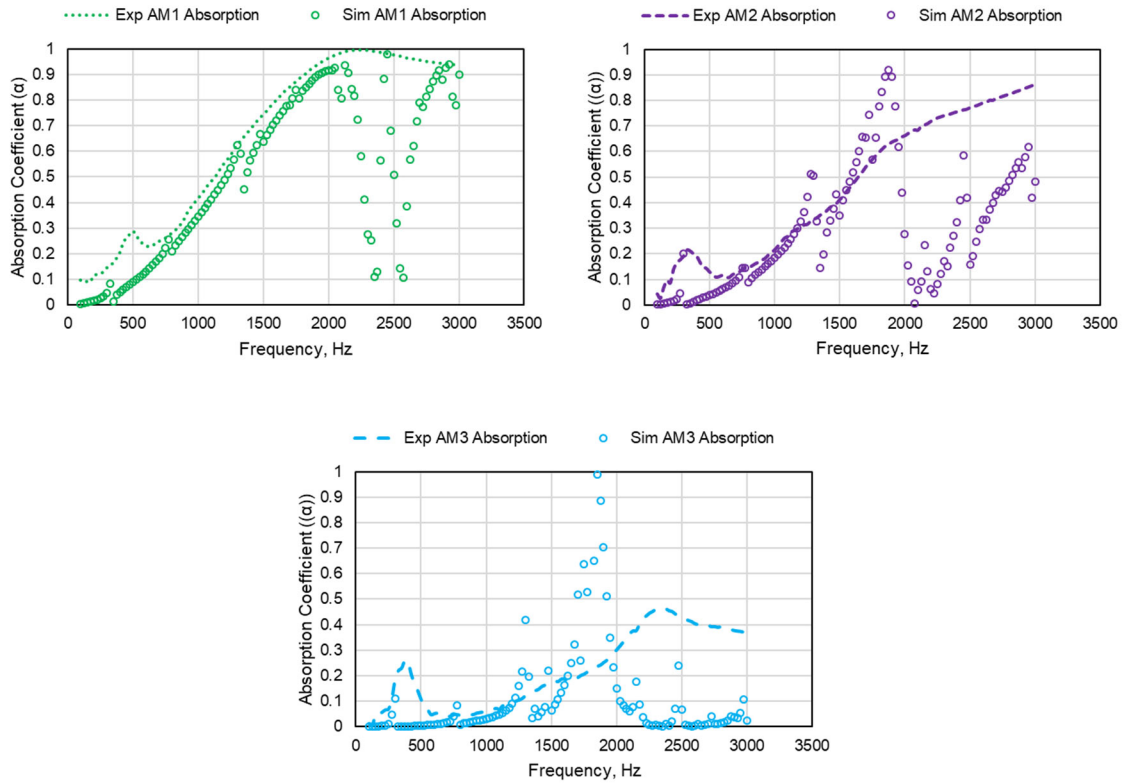 Exp AM1 Absorption Sim AM1 Absorption
1
0.9
0.8
0.7
0.6
0.5
0.4
0.3
0.2
0.1
0
Absorption Coefficient (α)
0 500 1000 1500 2000 2500 3000 3500
Frequency, Hz
Exp AM2 Absorption Sim AM2 Absorption
1
0.9
0.8
0.7
0.6
0.5
0.4
0.3
0.2
0.1
0
Absorption Coefficient ((α))
0 500 1000 1500 2000 2500 3000 3500
Frequency, Hz
Exp AM3 Absorption Sim AM3 Absorption
1
0.9
0.8
0.7
0.6
0.5
0.4
0.3
0.2
0.1
0
Absorption Coefficient ((α))
0 500 1000 1500 2000 2500 3000 3500
Frequency, Hz